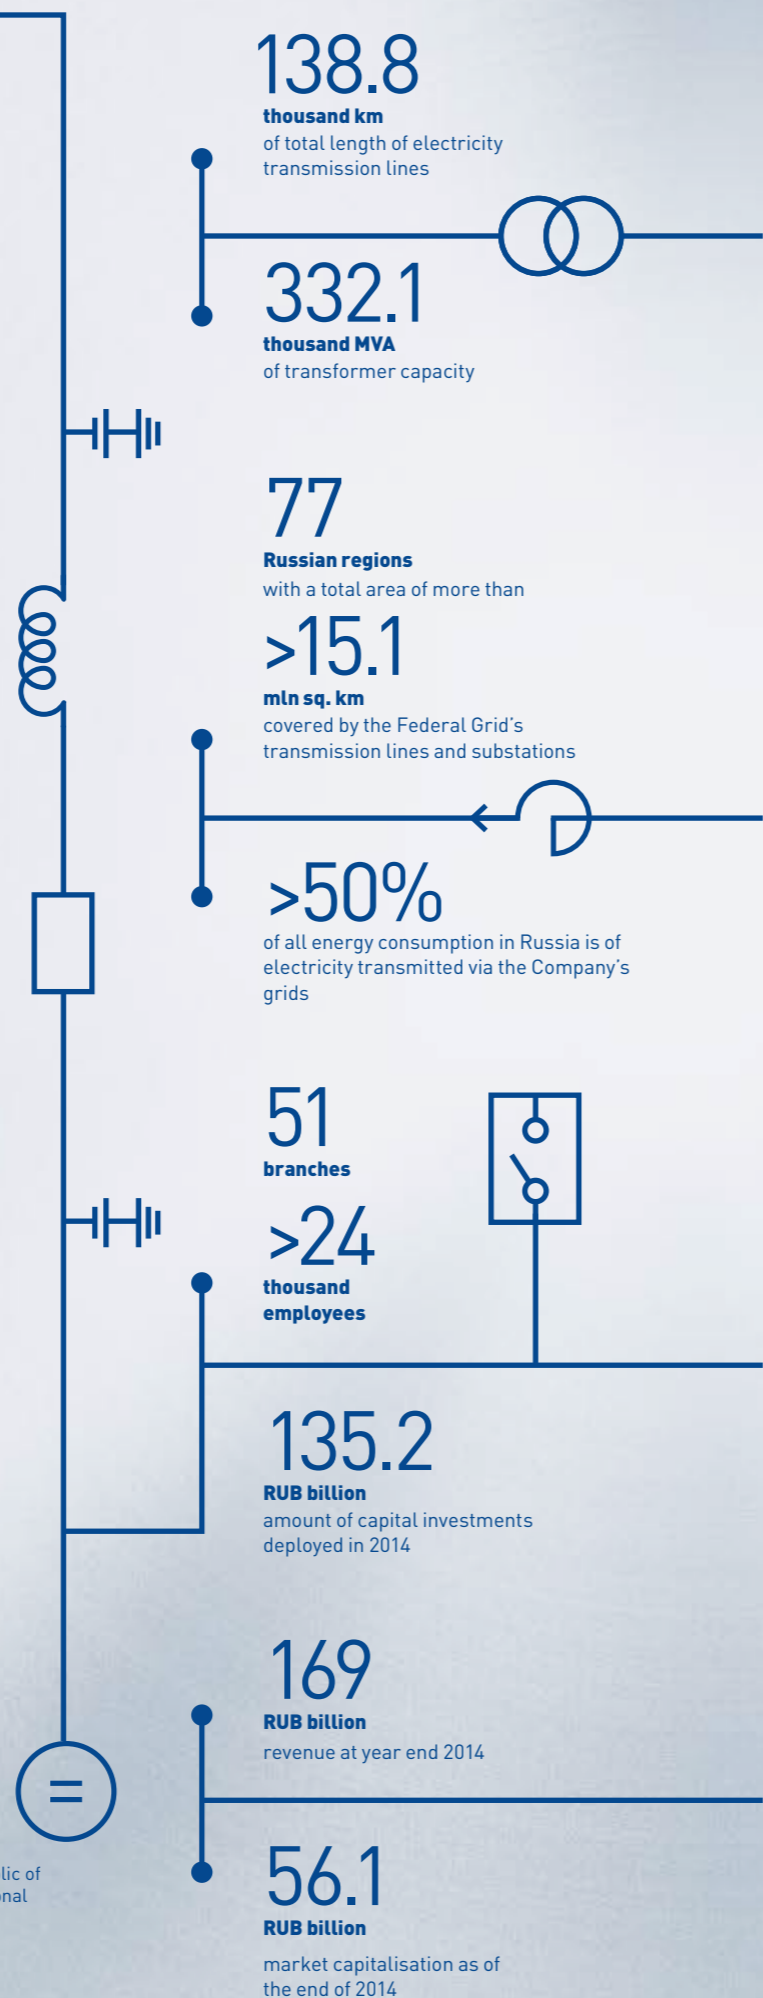 138.8
thousand km
of total length of electricity
transmission lines
332.1
thousand MVA
of transformer capacity
77
Russian regions
with a total area of more than
>15.1
mln sq. km
covered by the Federal Grid’s
transmission lines and substations
>50%
of all energy consumption in Russia is of
electricity transmitted via the Company’s
grids
51
branches
>24
thousand
employees
135.2
RUB billion
amount of capital investments
deployed in 2014
169
RUB billion
revenue at year end 2014
=
lic of
onal
56.1
RUB billion
market capitalisation as of
the end of 2014